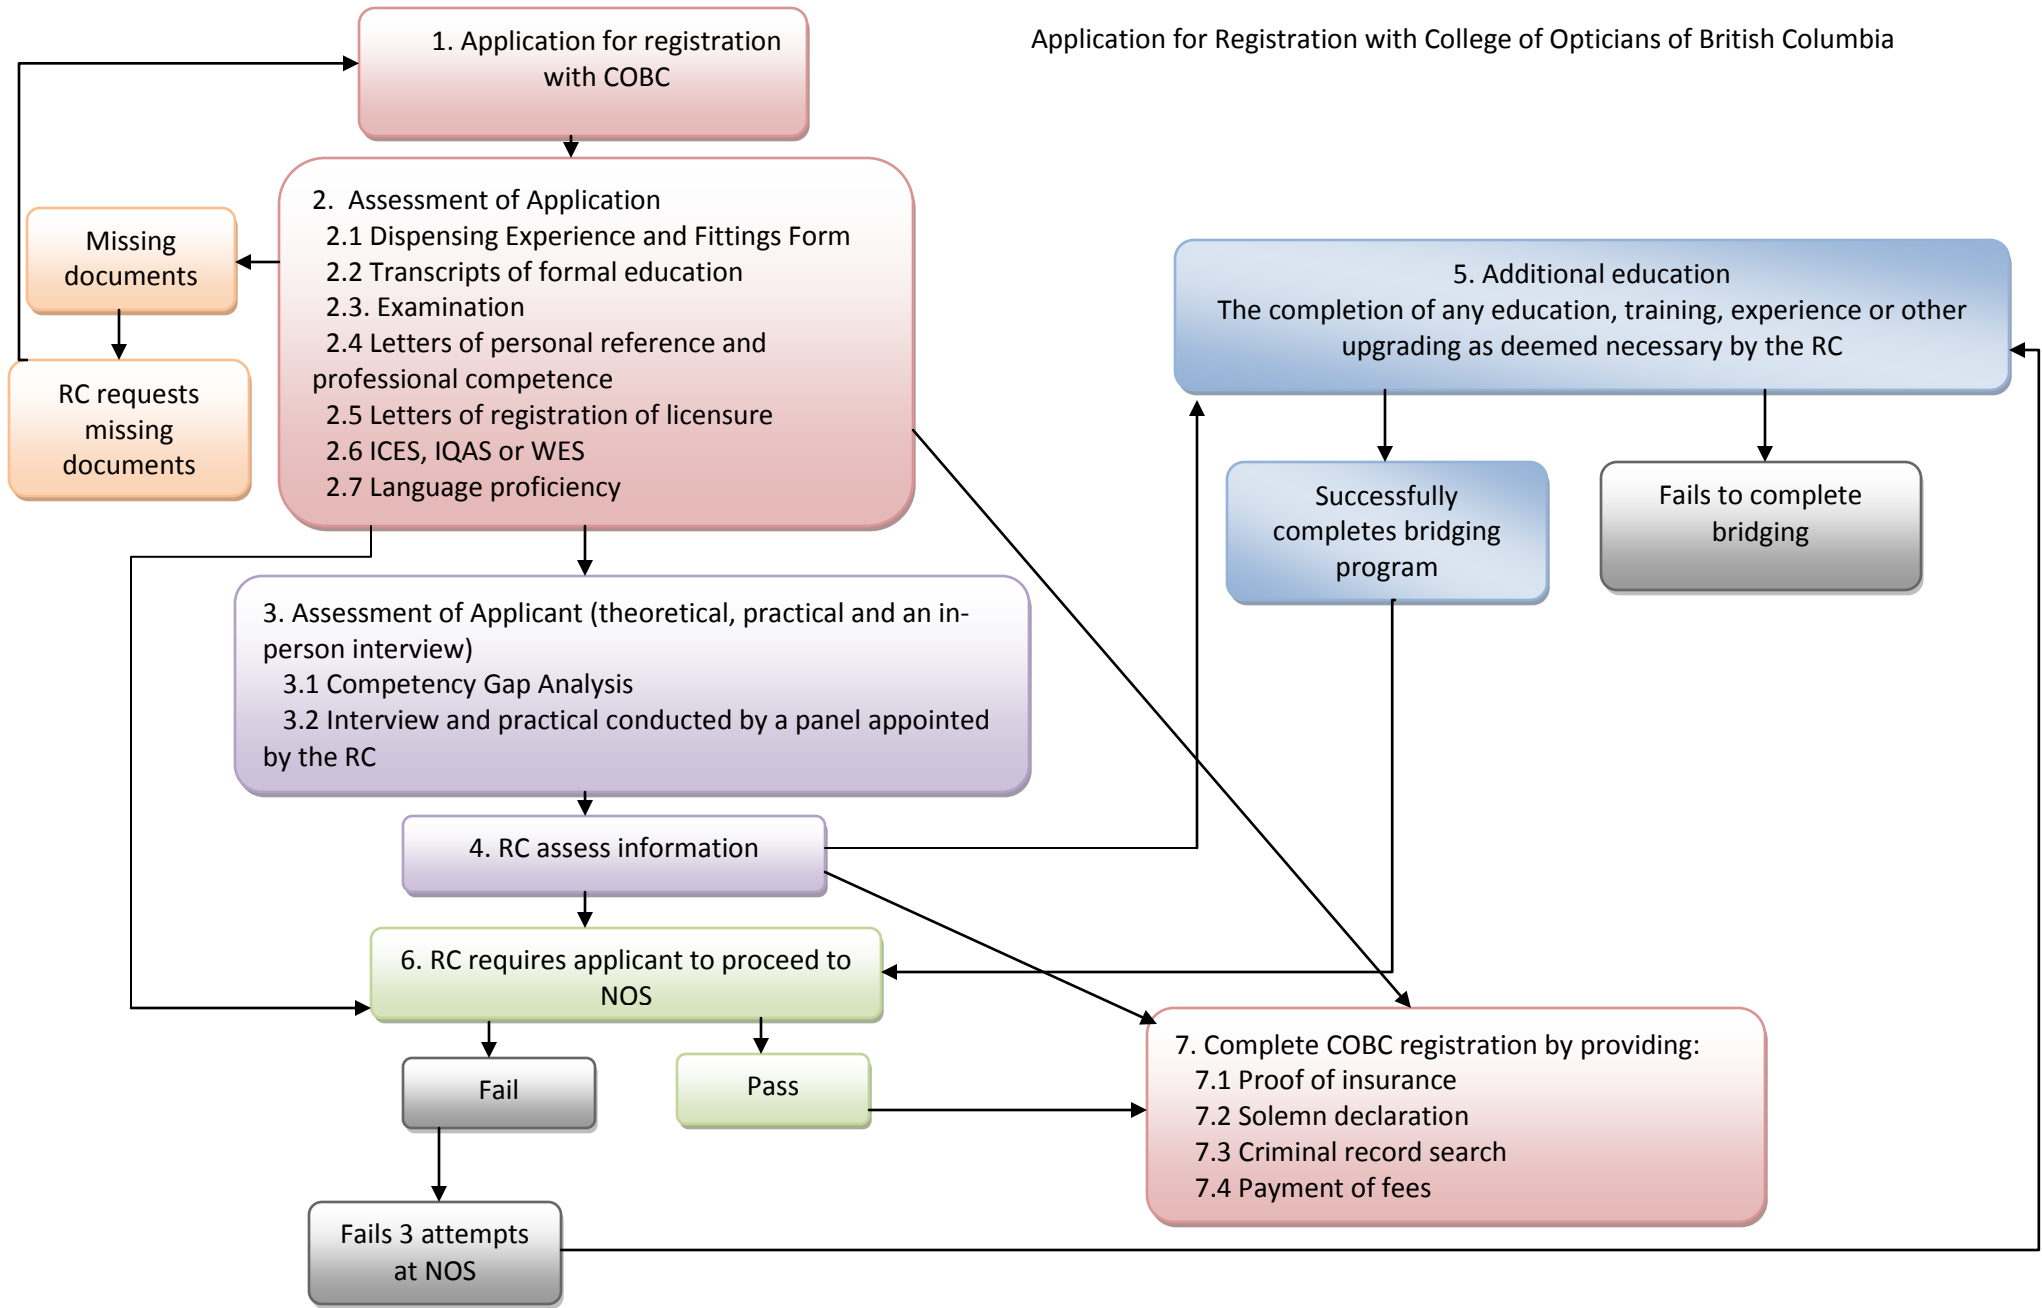 Application for Registration with College of Opticians of British Columbia
1. Application for registration
with COBC
2. Assessment of Application
2.1 Dispensing Experience and Fittings Form
2.2 Transcripts of formal education
2.3. Examination
2.4 Letters of personal reference and
professional competence
2.5 Letters of registration of licensure
2.6 ICES, IQAS or WES
2.7 Language proficiency
Missing
documents
RC requests
missing
documents
3. Assessment of Applicant (theoretical, practical and an in-
person interview)
3.1 Competency Gap Analysis
3.2 Interview and practical conducted by a panel appointed
by the RC
4. RC assess information
5. Additional education
The completion of any education, training, experience or other
upgrading as deemed necessary by the RC
Successfully
completes bridging
program
Fails to complete
bridging
6. RC requires applicant to proceed to
NOS
Fail
Pass
Fails 3 attempts
at NOS
7. Complete COBC registration by providing:
7.1 Proof of insurance
7.2 Solemn declaration
7.3 Criminal record search
7.4 Payment of fees